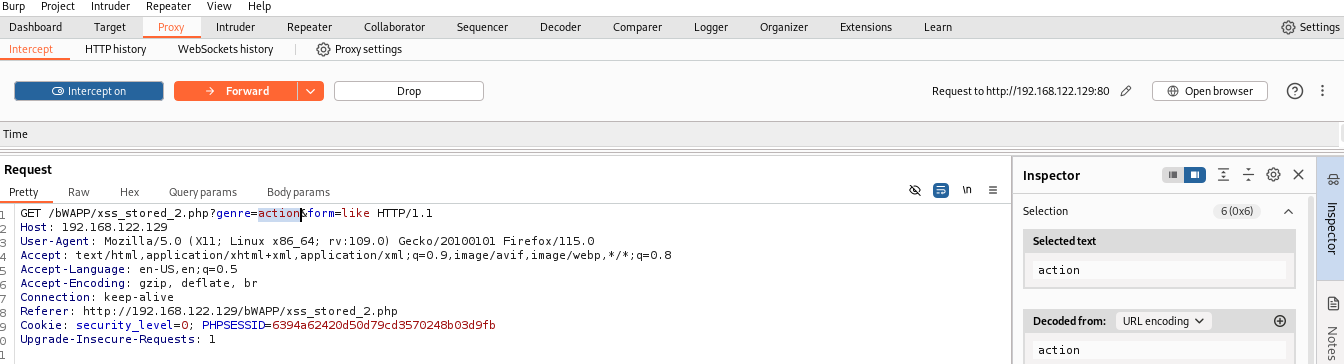 Burp Project Intruder Repeater View Help
Dashboard Target Proxy Intruder Repeater Collaborator Sequencer Decoder Comparer Logger Organizer Extensions Learn Settings
Intercept HTTP history WebSockets history Proxy settings
Intercept on Forward Drop Request to http://192.168.122.129:80 Open browser
Time
Request
Pretty Raw Hex Query params Body params \n
1 GET /bWAPP/xss_stored_2.php?genre=action&form=like HTTP/1.1
2 Host: 192.168.122.129
3 User-Agent: Mozilla/5.0 (X11; Linux x86_64; rv:109.0) Gecko/20100101 Firefox/115.0
4 Accept: text/html,application/xhtml+xml,application/xml;q=0.9,image/avif,image/webp,*/*;q=0.8
5 Accept-Language: en-US,en;q=0.5
6 Accept-Encoding: gzip, deflate, br
7 Connection: keep-alive
8 Referer: http://192.168.122.129/bWAPP/xss_stored_2.php
9 Cookie: security_level=0; PHPSESSID=6394a62420d50d79cd3570248b03d9fb
0 Upgrade-Insecure-Requests: 1
1
Inspector
Selection 6 (0x6)
Selected text
action
Decoded from: URL encoding
action
Inspector
Notes